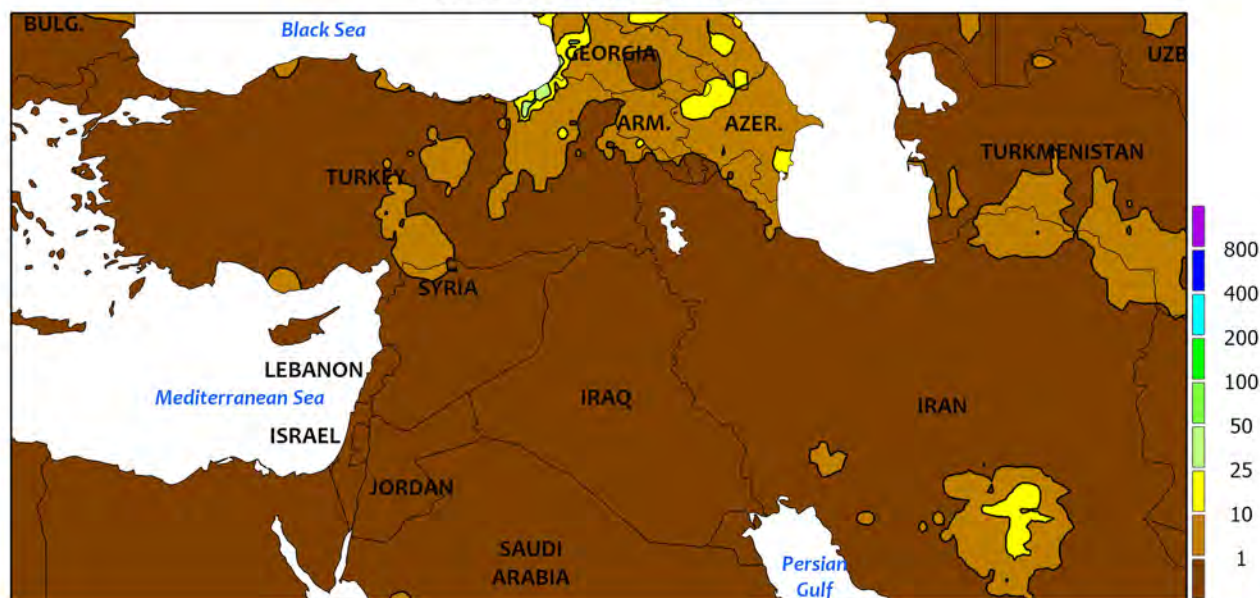 BULG.
Black Sea
GEORGIA
UZB
ARM.
AZER.
TURKMENISTAN
TURKEY
SYRIA
LEBANON
Mediterranean Sea
IRAQ
IRAN
ISRAEL
JORDAN
SAUDI
ARABIA
Persian
Gulf
800
400
200
100
50
25
10
1